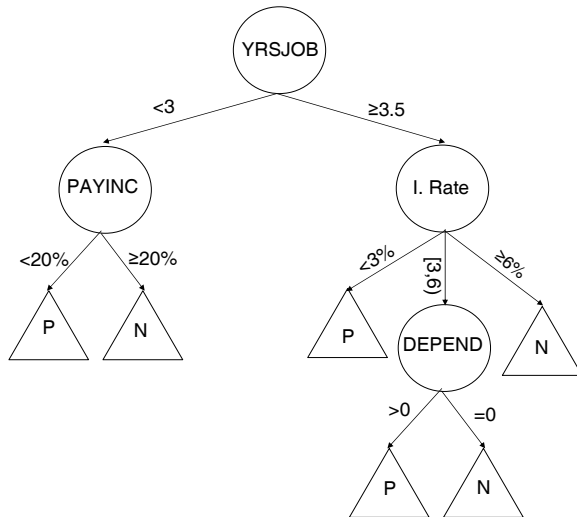 YRSJOB
<3
≥3.5
PAYINC
I. Rate
<20%
≥20%
<3%
[3,6)
≥6%
P
N
P
DEPEND
N
>0
=0
P
N